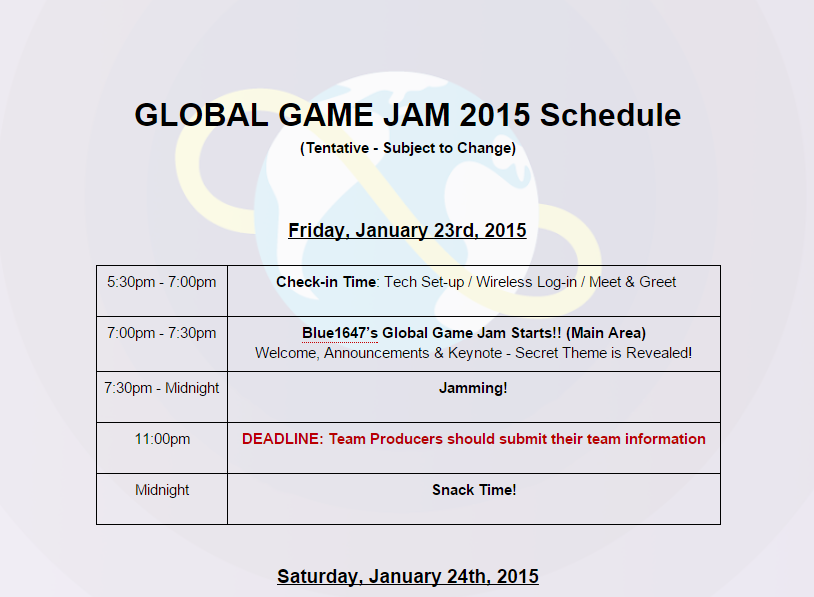 GLOBAL GAME JAM 2015 Schedule
(Tentative - Subject to Change)
Friday, January 23rd, 2015
5:30pm - 7:00pm
Check-in Time: Tech Set-up / Wireless Log-in / Meet & Greet
7:00pm - 7:30pm
Blue1647's Global Game Jam Starts!! (Main Area)
Welcome, Announcements & Keynote - Secret Theme is Revealed!
7:30pm - Midnight
Jamming!
11:00pm
DEADLINE: Team Producers should submit their team information
Midnight
Snack Time!
Saturday, January 24th, 2015